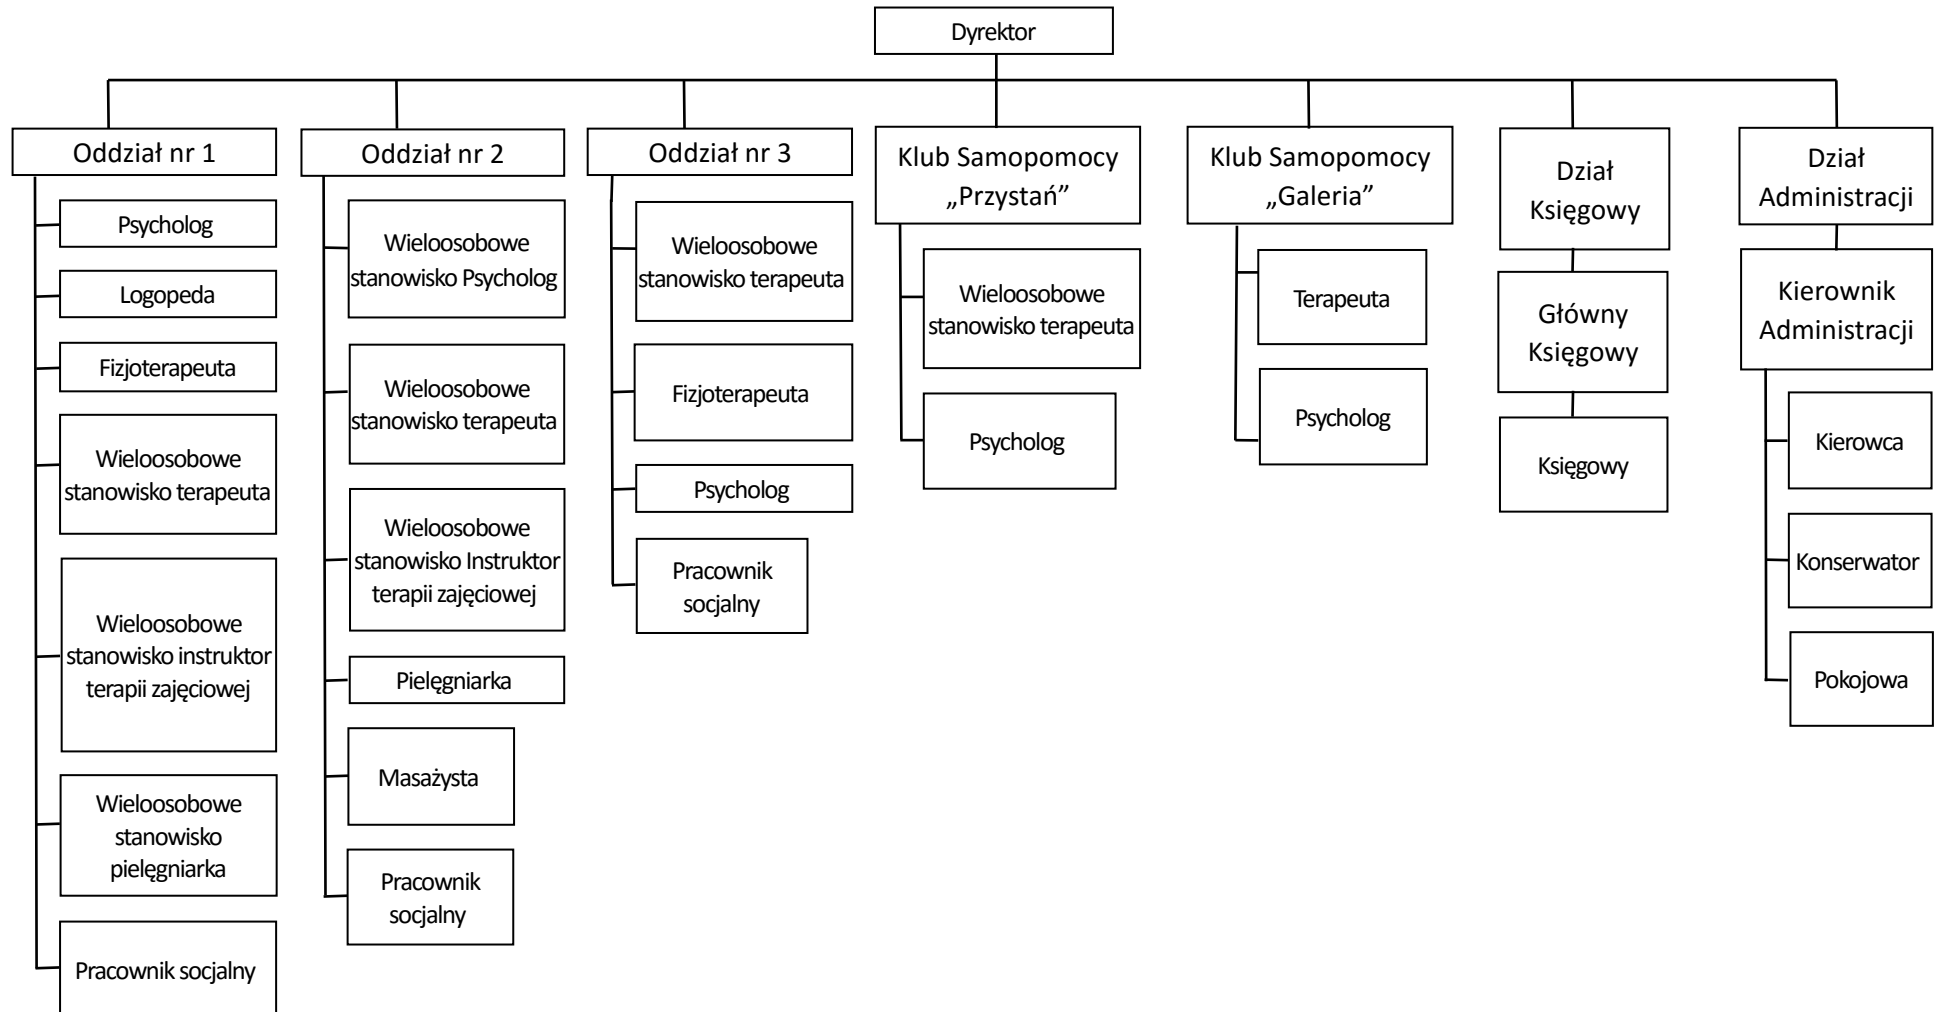 Dyrektor
Oddział nr 1
Psycholog
Logopeda
Fizjoterapeuta
Wieloosobowe
stanowisko terapeuta
Wieloosobowe
stanowisko instruktor
terapii zajęciowej
Wieloosobowe
stanowisko
pielęgniarka
Pracownik socjalny
Oddział nr 2
Wieloosobowe
stanowisko Psycholog
Wieloosobowe
stanowisko terapeuta
Wieloosobowe
stanowisko Instruktor
terapii zajęciowej
Pielęgniarka
Masażysta
Pracownik
socjalny
Oddział nr 3
Wieloosobowe
stanowisko terapeuta
Fizjoterapeuta
Psycholog
Pracownik
socjalny
Klub Samopomocy
„Przystań”
Wieloosobowe
stanowisko terapeuta
Psycholog
Klub Samopomocy
„Galeria”
Terapeuta
Psycholog
Dział
Księgowy
Główny
Księgowy
Księgowy
Dział
Administracji
Kierownik
Administracji
Kierowca
Konserwator
Pokojowa